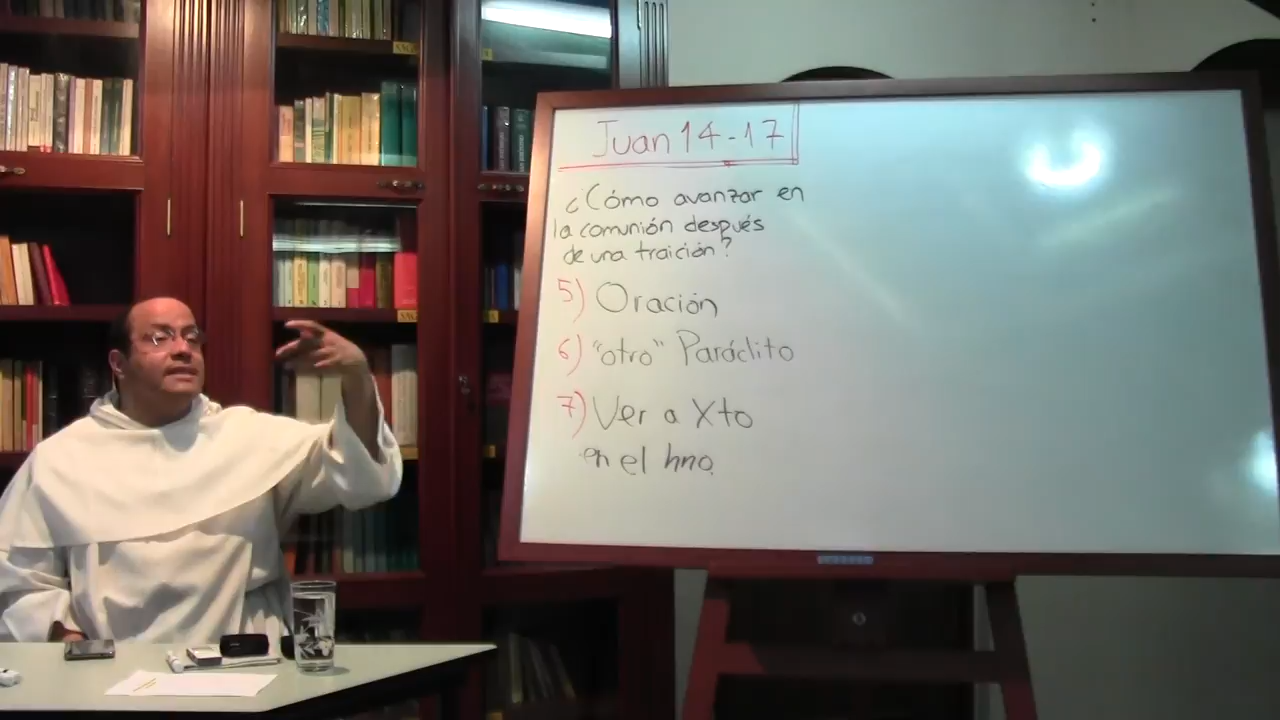 Juan 14-17
¿Cómo avanzar en
la comunión después
de una traición?
5) Oración
6) "otro" Paráclito
7) Ver a Xto
en el hno.